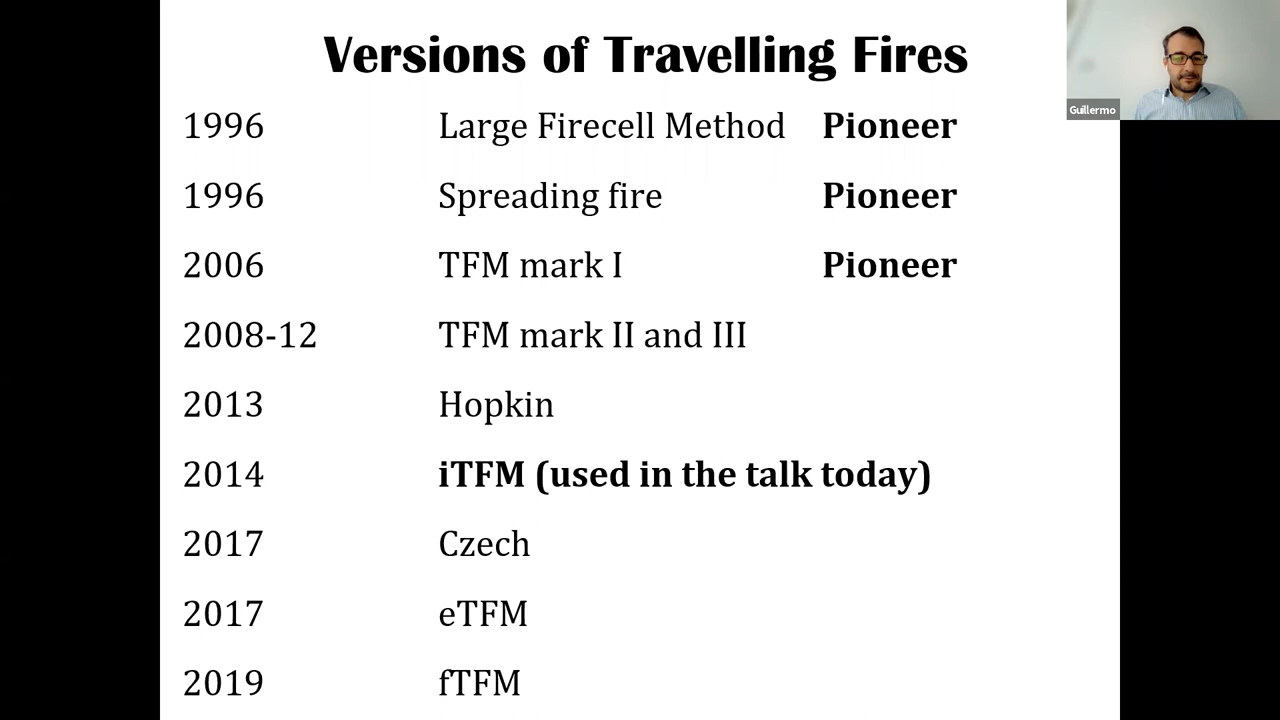 Versions of Travelling Fires
Guillermo
1996 Large Firecell Method Pioneer
1996 Spreading fire Pioneer
2006 TFM mark I Pioneer
2008-12 TFM mark II and III
2013 Hopkin
2014 iTFM (used in the talk today)
2017 Czech
2017 eTFM
2019 fTFM